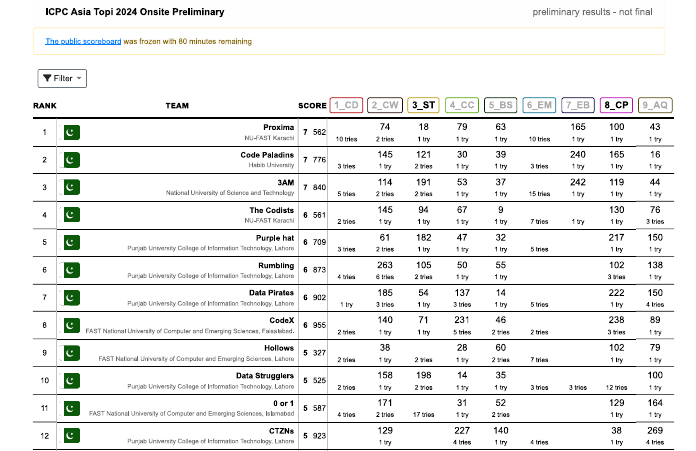 ICPC Asia Topi 2024 Onsite Preliminary preliminary results - not final
The public scoreboard was frozen with 80 minutes remaining
Filter
RANK TEAM SCORE 1_CD 2_CW 3_ST 4_CC 5_BS 6_EM 7_EB 8_CP 9_AQ
1 Proxima 7 562 74 18 79 63 165 100 43
NU-FAST Karachi 10 tries 2 tries 1 try 1 try 1 try 10 tries 1 try 1 try 1 try
2 Code Paladins 7 776 145 121 30 39 240 165 16
Habib University 3 tries 1 try 2 tries 1 try 1 try 3 tries 1 try 1 try 1 try
3 3AM 7 840 114 191 53 37 242 119 44
National University of Science and Technology 5 tries 2 tries 2 tries 1 try 1 try 15 tries 1 try 1 try 1 try
4 The Codists 6 561 145 94 67 9 130 76
NU-FAST Karachi 2 tries 1 try 1 try 1 try 1 try 7 tries 1 try 1 try 3 tries
5 Purple hat 6 709 61 182 47 32 217 150
Punjab University College of Information Technology, Lahore 3 tries 2 tries 1 try 1 try 1 try 5 tries 1 try 1 try
6 Rumbling 6 873 263 105 50 55 102 138
Punjab University College of Information Technology, Lahore 4 tries 6 tries 2 tries 1 try 1 try 3 tries 1 try
7 Data Pirates 6 902 185 54 137 14 222 150
Punjab University College of Information Technology, Lahore 1 try 3 tries 1 try 3 tries 1 try 5 tries 1 try 4 tries
8 CodeX 6 955 140 71 231 46 238 89
FAST National University of Computer and Emerging Sciences, Faisalabad. 2 tries 1 try 1 try 5 tries 2 tries 2 tries 3 tries 1 try
9 Hollows 5 327 38 28 60 102 79
FAST National University of Computer and Emerging Sciences, Lahore 2 tries 1 try 2 tries 1 try 2 tries 7 tries 1 try 1 try
10 Data Strugglers 5 525 158 198 14 35 100
Punjab University College of Information Technology, Lahore 2 tries 1 try 2 tries 1 try 1 try 3 tries 3 tries 12 tries 1 try
11 0 or 1 5 587 171 31 52 129 164
FAST National University of Computer and Emerging Sciences, Islamabad 4 tries 2 tries 17 tries 1 try 2 tries 1 try 1 try
12 CTZNs 5 923 129 227 140 38 269
Punjab University College of Information Technology, Lahore 1 try 4 tries 1 try 4 tries 1 try 4 tries